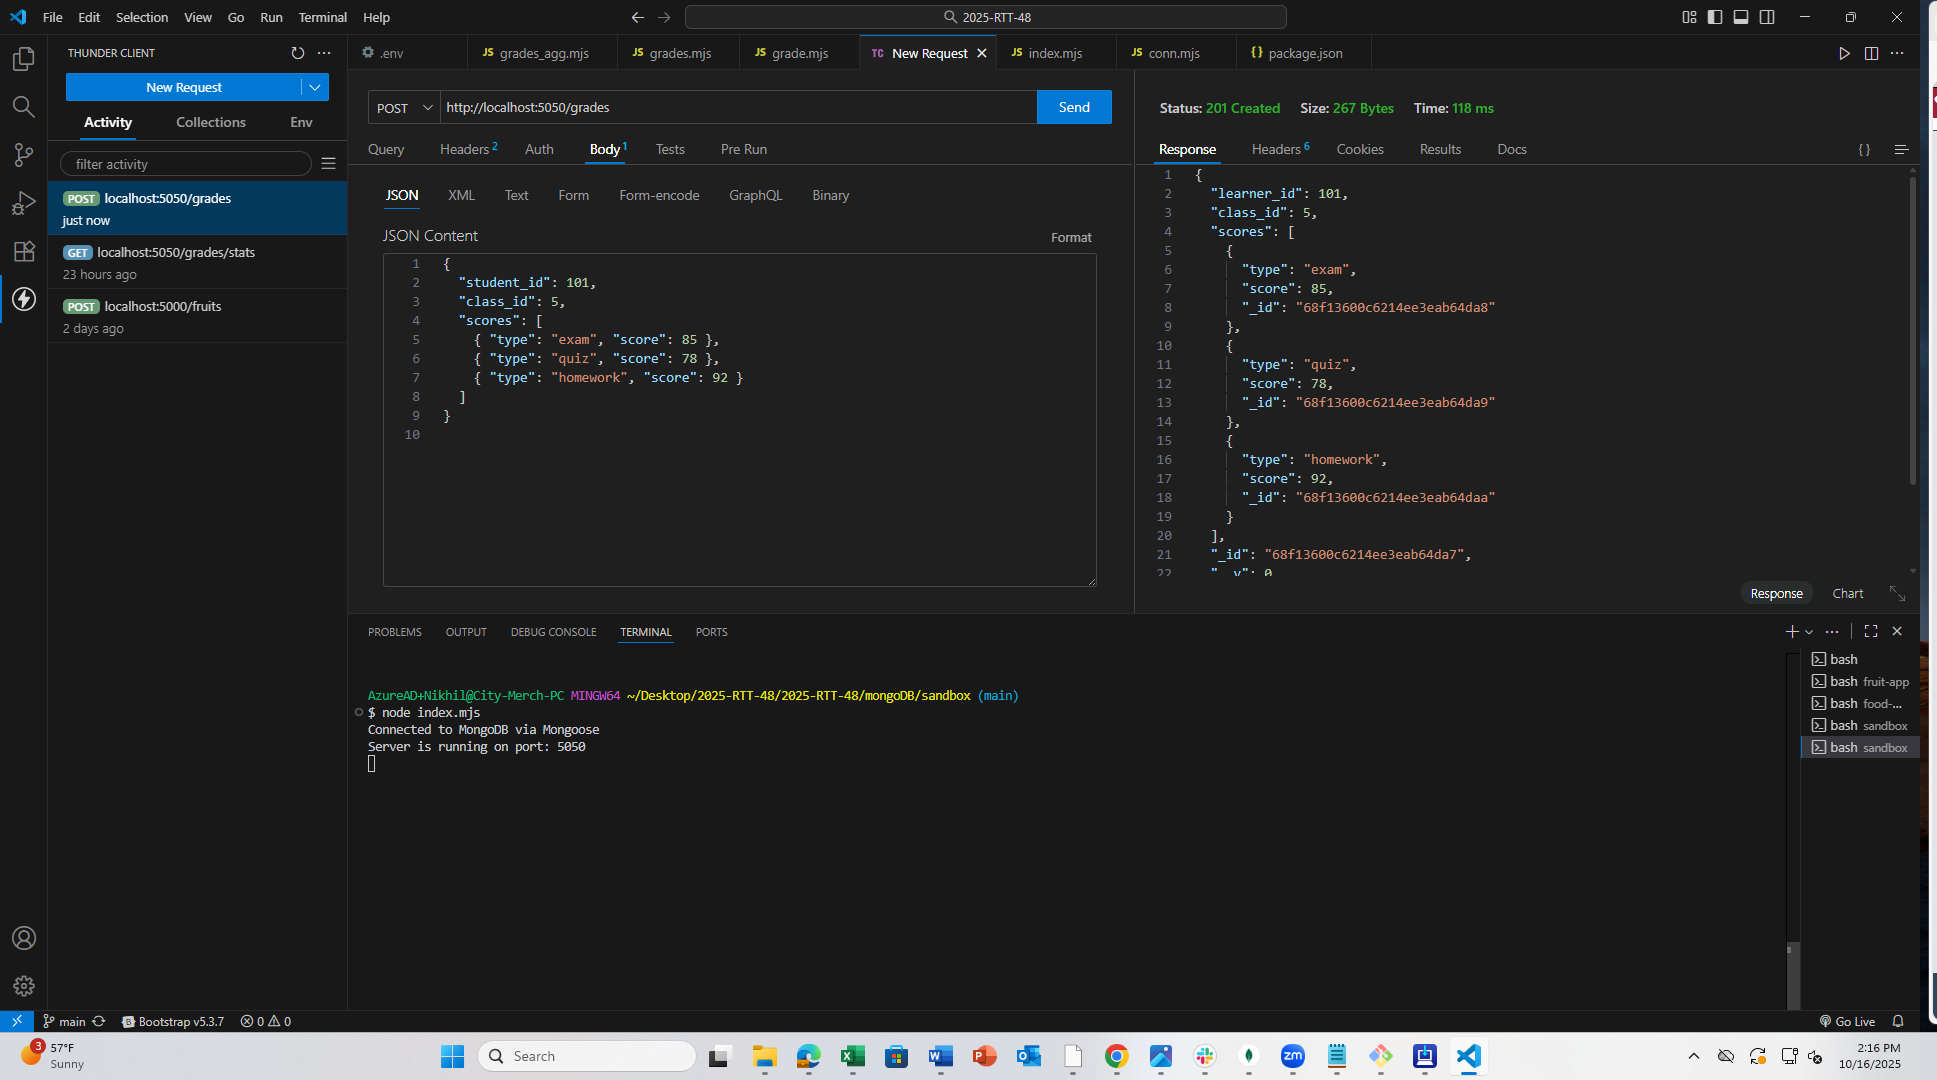 File Edit Selection View Go Run Terminal Help
2025-RTT-48
THUNDER CLIENT
New Request
Activity Collections Env
filter activity
POST localhost:5050/grades
just now
GET localhost:5050/grades/stats
23 hours ago
POST localhost:5000/fruits
2 days ago
.env JS grades_agg.mjs JS grades.mjs JS grade.mjs TC New Request JS index.mjs JS conn.mjs {} package.json
POST http://localhost:5050/grades Send
Query Headers 2 Auth Body 1 Tests Pre Run
JSON XML Text Form Form-encode GraphQL Binary
JSON Content
Format
1 {
2 "student_id": 101,
3 "class_id": 5,
4 "scores": [
5 { "type": "exam", "score": 85 },
6 { "type": "quiz", "score": 78 },
7 { "type": "homework", "score": 92 }
8 ]
9 }
10
Status: 201 Created Size: 267 Bytes Time: 118 ms
Response Headers 6 Cookies Results Docs
{}
1 {
2 "learner_id": 101,
3 "class_id": 5,
4 "scores": [
5 {
6 "type": "exam",
7 "score": 85,
8 "_id": "68f13600c6214ee3eab64da8"
9 },
10 {
11 "type": "quiz",
12 "score": 78,
13 "_id": "68f13600c6214ee3eab64da9"
14 },
15 {
16 "type": "homework",
17 "score": 92,
18 "_id": "68f13600c6214ee3eab64daa"
19 }
20 ],
21 "_id": "68f13600c6214ee3eab64da7",
22 "__v": 0
Response Chart
PROBLEMS OUTPUT DEBUG CONSOLE TERMINAL PORTS
AzureAD+Nikhil@City-Merch-PC MINGW64 ~/Desktop/2025-RTT-48/2025-RTT-48/mongoDB/sandbox (main)
$ node index.mjs
Connected to MongoDB via Mongoose
Server is running on port: 5050
bash
bash fruit-app
bash food-...
bash sandbox
bash sandbox
main Bootstrap v5.3.7 0 0
Go Live
3
57°F
Sunny
Search
zm
2:16 PM
10/16/2025